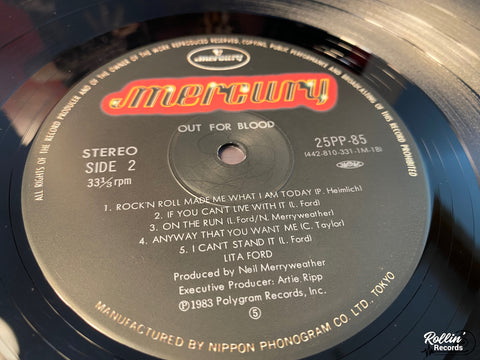 ALL RIGHTS OF THE RECORD PRODUCER AND OF THE OWNER OF THE WORK REPRODUCED RESERVED. COPYING, PUBLIC PERFORMANCE AND BROADCASTING OF THIS RECORD PROHIBITED
mercury
mercury
OUT FOR BLOOD
STEREO
SIDE 2
33⅓ rpm
25PP-85
(442-810-331-1M-1B)
1. ROCK'N ROLL MADE ME WHAT I AM TODAY (P. Heimlich)
2. IF YOU CAN'T LIVE WITH IT (L. Ford)
3. ON THE RUN (L. Ford/N. Merryweather)
4. ANYWAY THAT YOU WANT ME (C. Taylor)
5. I CAN'T STAND IT (L. Ford)
LITA FORD
Produced by Neil Merryweather
Executive Producer: Artie Ripp
Ⓟ1983 Polygram Records, Inc.
⑤
MANUFACTURED BY NIPPON PHONOGRAM CO., LTD., TOKYO
Rollin'
Records